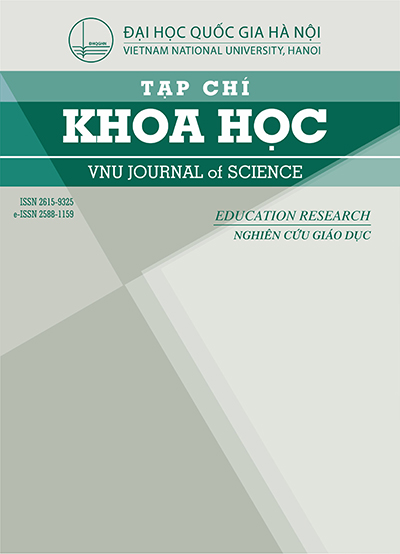 ĐHQGHN
ĐẠI HỌC QUỐC GIA HÀ NỘI
VIETNAM NATIONAL UNIVERSITY, HANOI
TẠP CHÍ
KHOA HỌC
VNU JOURNAL of SCIENCE
ISSN 2615-9325
e-ISSN 2588-1159
EDUCATION RESEARCH
NGHIÊN CỨU GIÁO DỤC